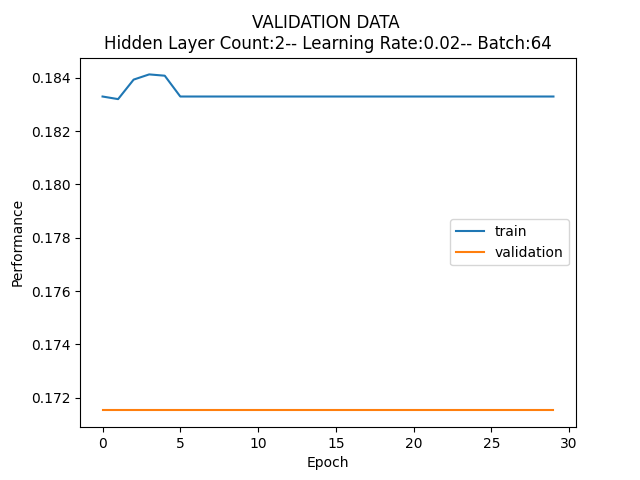 VALIDATION DATA
Hidden Layer Count:2-- Learning Rate:0.02-- Batch:64
0.184
0.182
0.180
0.178
0.176
0.174
0.172
Performance
train
validation
0 5 10 15 20 25 30
Epoch